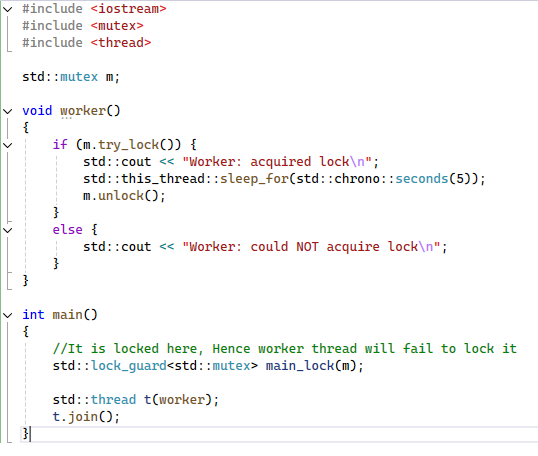 #include <iostream>
#include <mutex>
#include <thread>

std::mutex m;

void worker()
{
    if (m.try_lock()) {
        std::cout << "Worker: acquired lock\n";
        std::this_thread::sleep_for(std::chrono::seconds(5));
        m.unlock();
    }
    else {
        std::cout << "Worker: could NOT acquire lock\n";
    }
}

int main()
{
    //It is locked here, Hence worker thread will fail to lock it
    std::lock_guard<std::mutex> main_lock(m);

    std::thread t(worker);
    t.join();
}